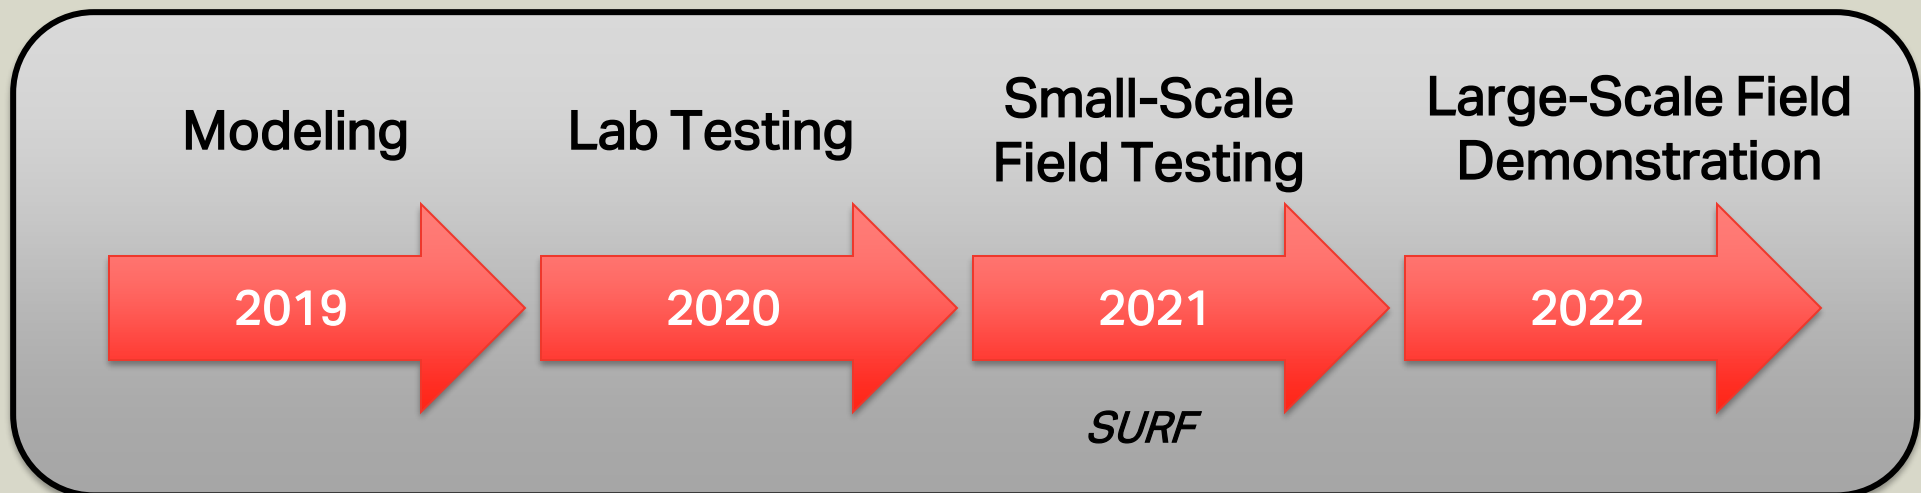 Modeling
Lab Testing
Small-Scale
Field Testing
Large-Scale Field
Demonstration
2019
2020
2021
2022
SURF